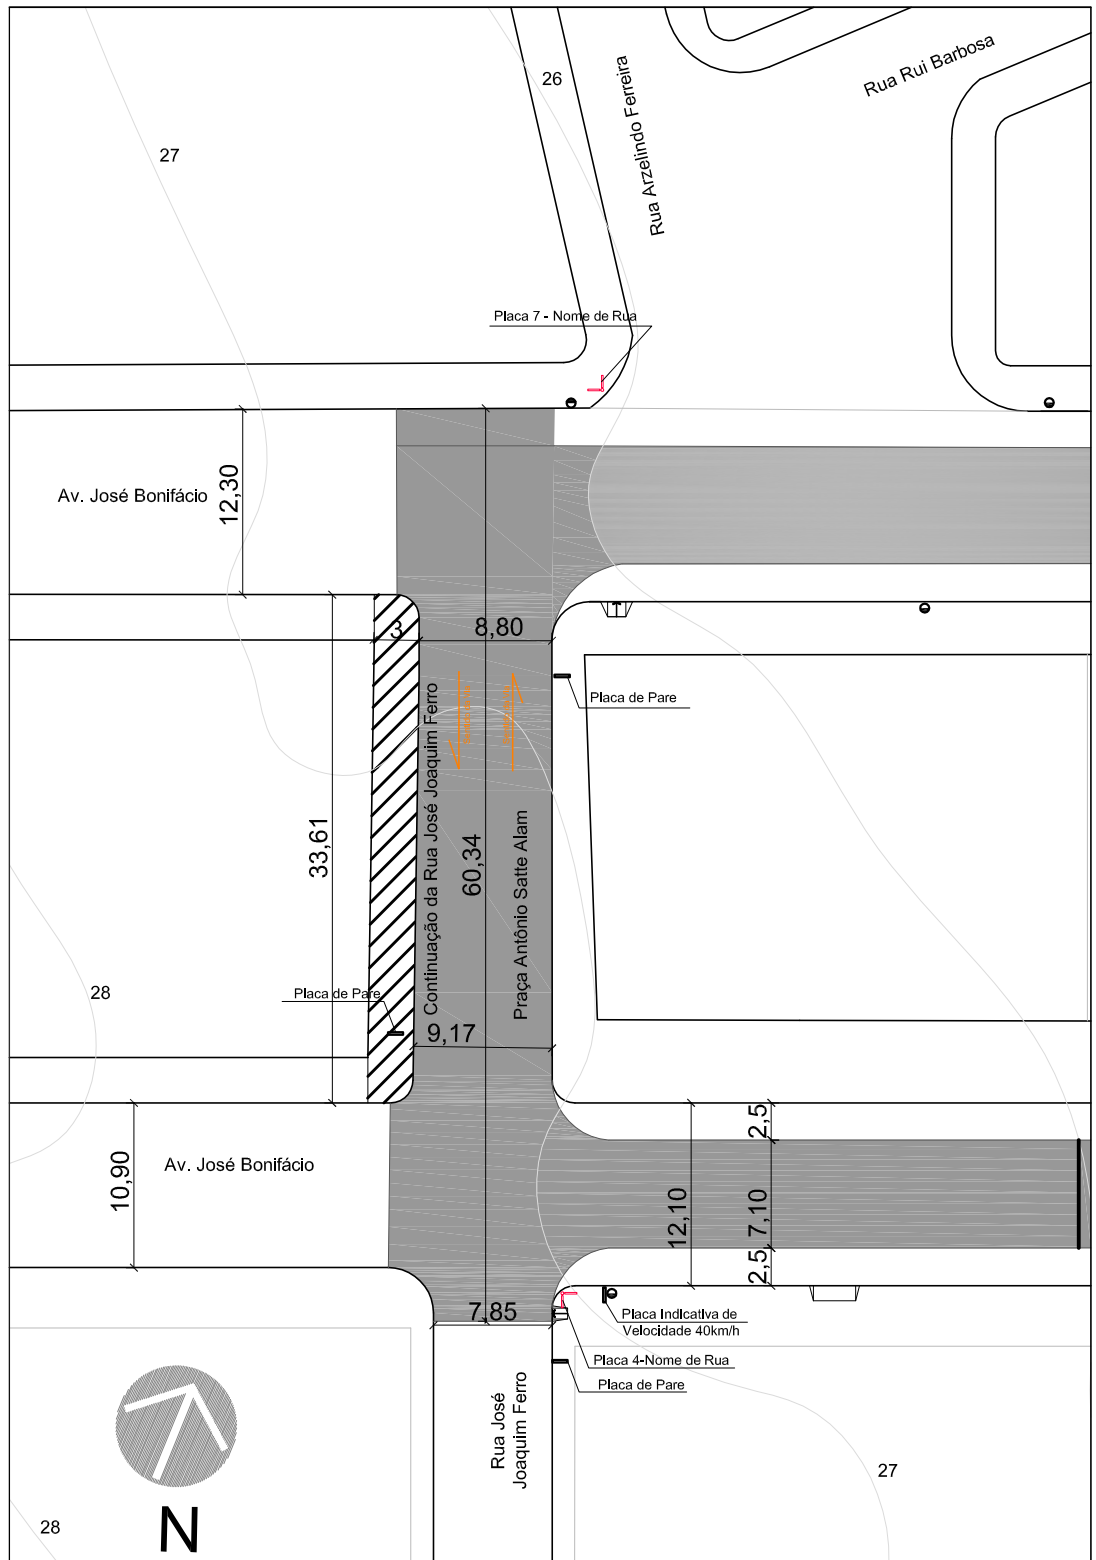 26
Rua Rui Barbosa
Rua Arzelindo Ferreira
27
Placa 7 - Nome de Rua
Av. José Bonifácio
12,30
3
8,80
Placa de Pare
Continuação da Rua José Joaquim Ferro
Praça Antônio Satte Alam
33,61
60,34
28
Placa de Pare
9,17
Av. José Bonifácio
10,90
12,10
2,5
7,10
2,5
7,85
Placa Indicativa de
Velocidade 40km/h
Placa 4-Nome de Rua
Placa de Pare
Rua José
Joaquim Ferro
27
28
N